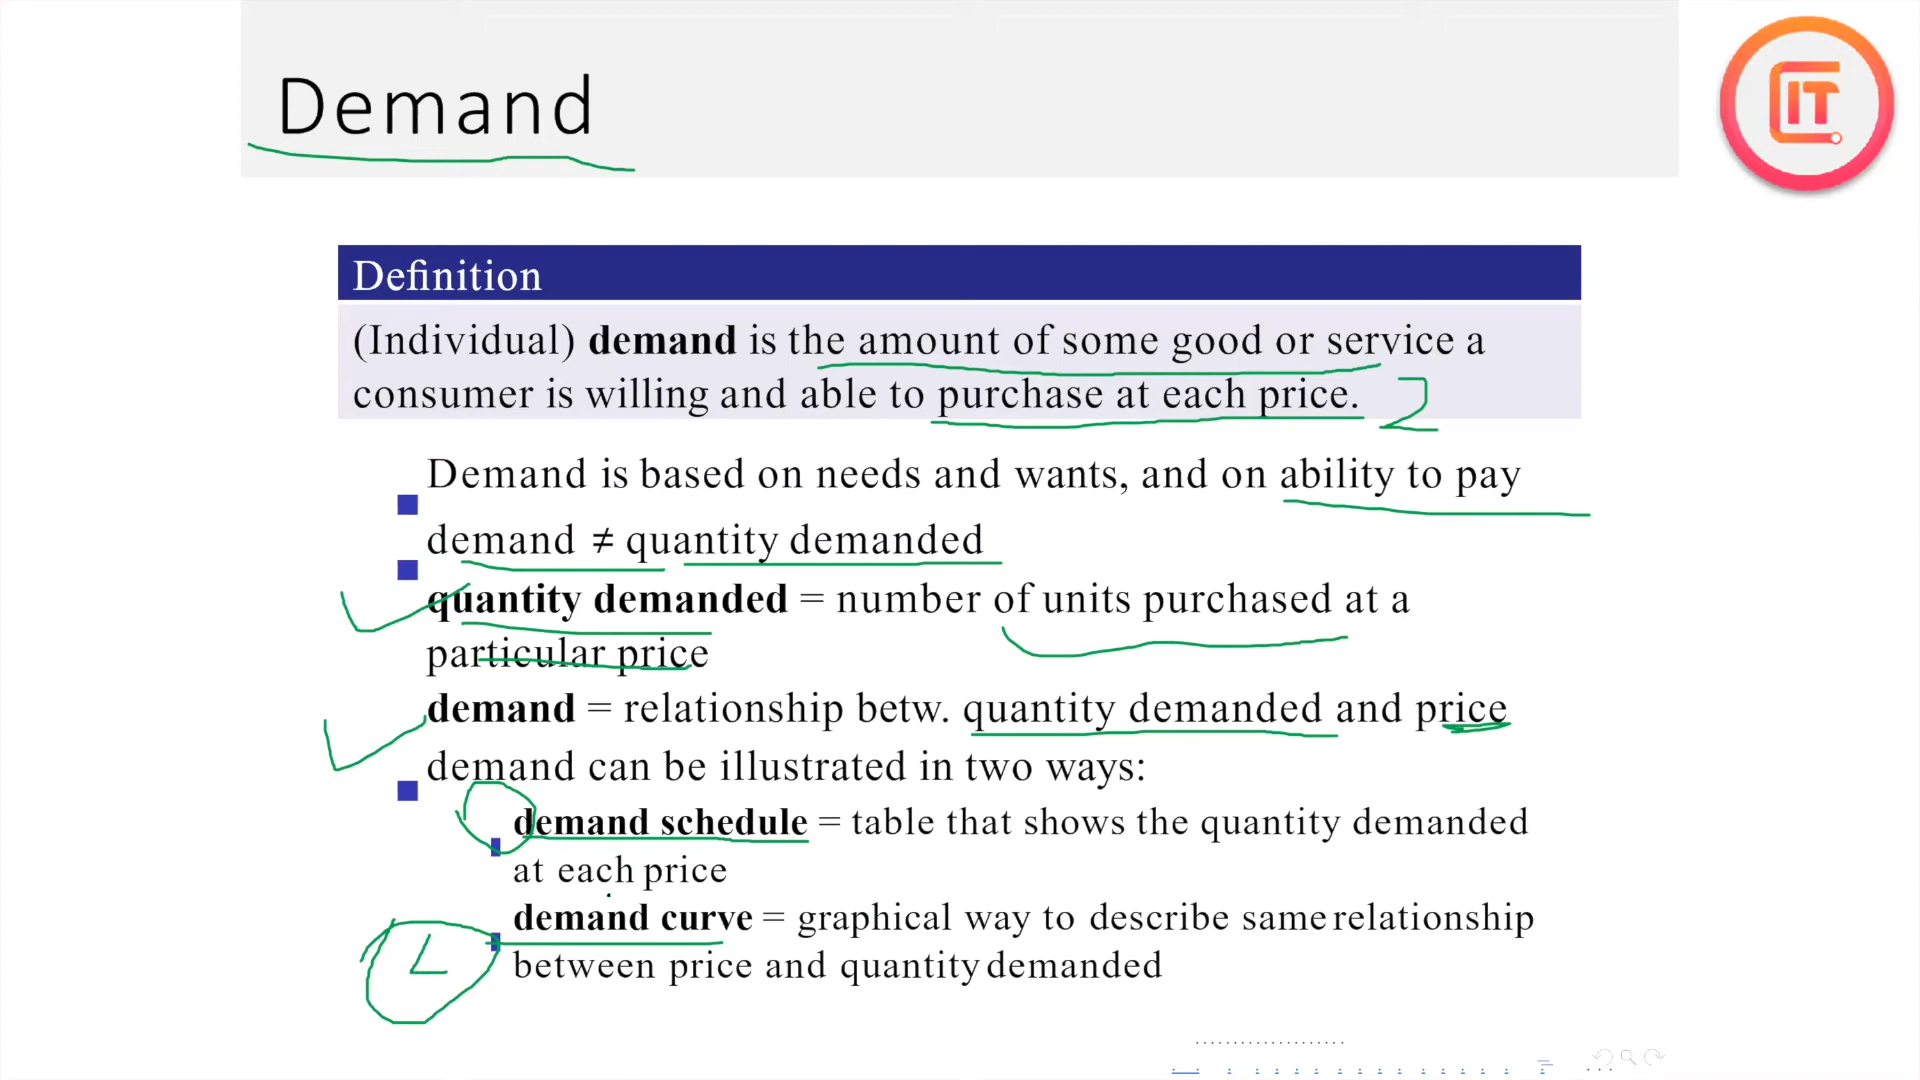 Demand
IT
Definition
(Individual) demand is the amount of some good or service a
consumer is willing and able to purchase at each price.
2
Demand is based on needs and wants, and on ability to pay
demand ≠ quantity demanded
quantity demanded = number of units purchased at a
particular price
demand = relationship betw. quantity demanded and price
demand can be illustrated in two ways:
demand schedule = table that shows the quantity demanded
at each price
demand curve = graphical way to describe same relationship
between price and quantity demanded